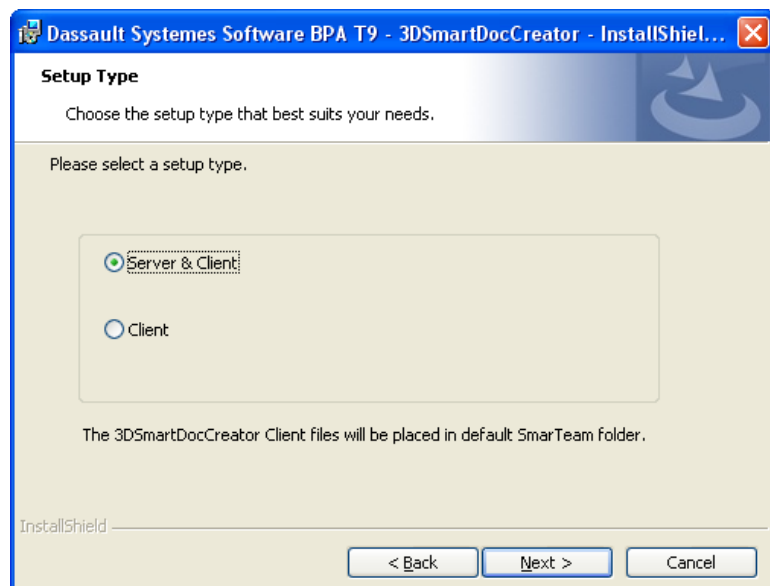 Dassault Systemes Software BPA T9 - 3DSmartDocCreator - InstallShiel...
Setup Type
Choose the setup type that best suits your needs.
Please select a setup type.
Server & Client
Client
The 3DSmartDocCreator Client files will be placed in default SmarTeam folder.
InstallShield
< Back
Next >
Cancel